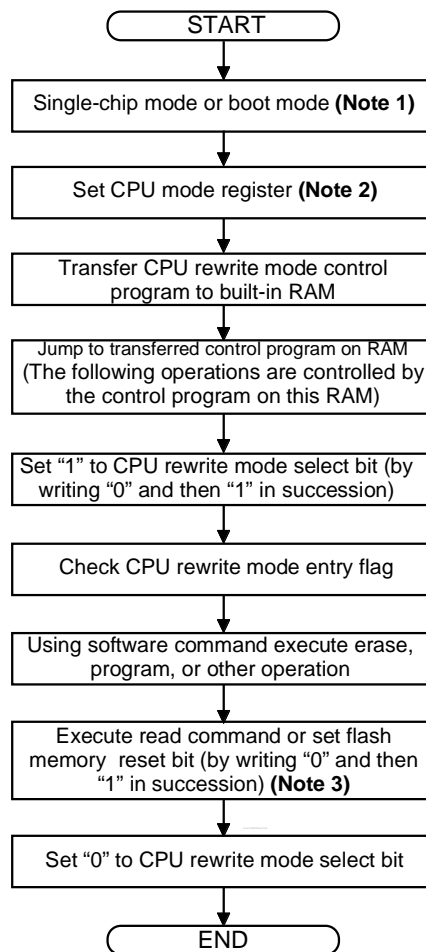 START
Single-chip mode or boot mode (Note 1)
Set CPU mode register (Note 2)
Transfer CPU rewrite mode control
program to built-in RAM
Jump to transferred control program on RAM
(The following operations are controlled by
the control program on this RAM)
Set “1” to CPU rewrite mode select bit (by
writing “0” and then “1” in succession)
Check CPU rewrite mode entry flag
Using software command execute erase,
program, or other operation
Execute read command or set flash
memory reset bit (by writing “0” and then
“1” in succession) (Note 3)
Set “0” to CPU rewrite mode select bit
END